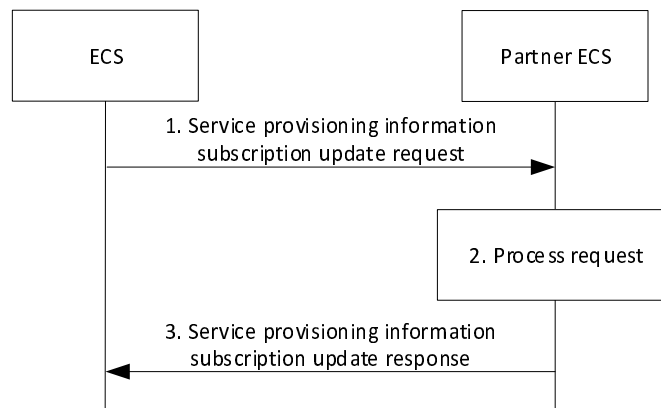 ECS
Partner ECS
1. Service provisioning information
subscription update request
2. Process request
3. Service provisioning information
subscription update response